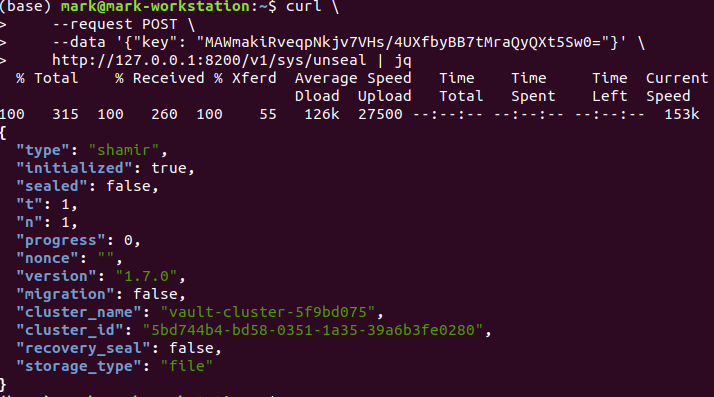 (base) mark@mark-workstation:~$ curl \
>     --request POST \
>     --data '{"key": "MAWmakiRveqpNkjv7VHs/4UXfbyBB7tMraQyQXt5Sw0="}' \
>     http://127.0.0.1:8200/v1/sys/unseal | jq
  % Total    % Received % Xferd  Average Speed   Time    Time     Time  Current
                                 Dload  Upload   Total   Spent    Left  Speed
100   315  100   260  100    55   126k  27500 --:--:-- --:--:-- --:--:--  153k
{
  "type": "shamir",
  "initialized": true,
  "sealed": false,
  "t": 1,
  "n": 1,
  "progress": 0,
  "nonce": "",
  "version": "1.7.0",
  "migration": false,
  "cluster_name": "vault-cluster-5f9bd075",
  "cluster_id": "5bd744b4-bd58-0351-1a35-39a6b3fe0280",
  "recovery_seal": false,
  "storage_type": "file"
}